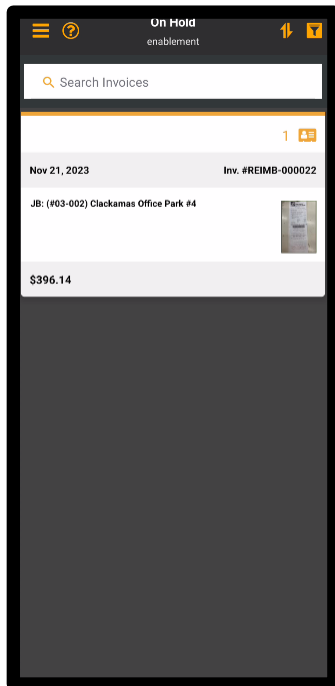 On Hold
enablement
Search Invoices
1
Nov 21, 2023 Inv. #REIMB-000022
JB: (#03-002) Clackamas Office Park #4
$396.14